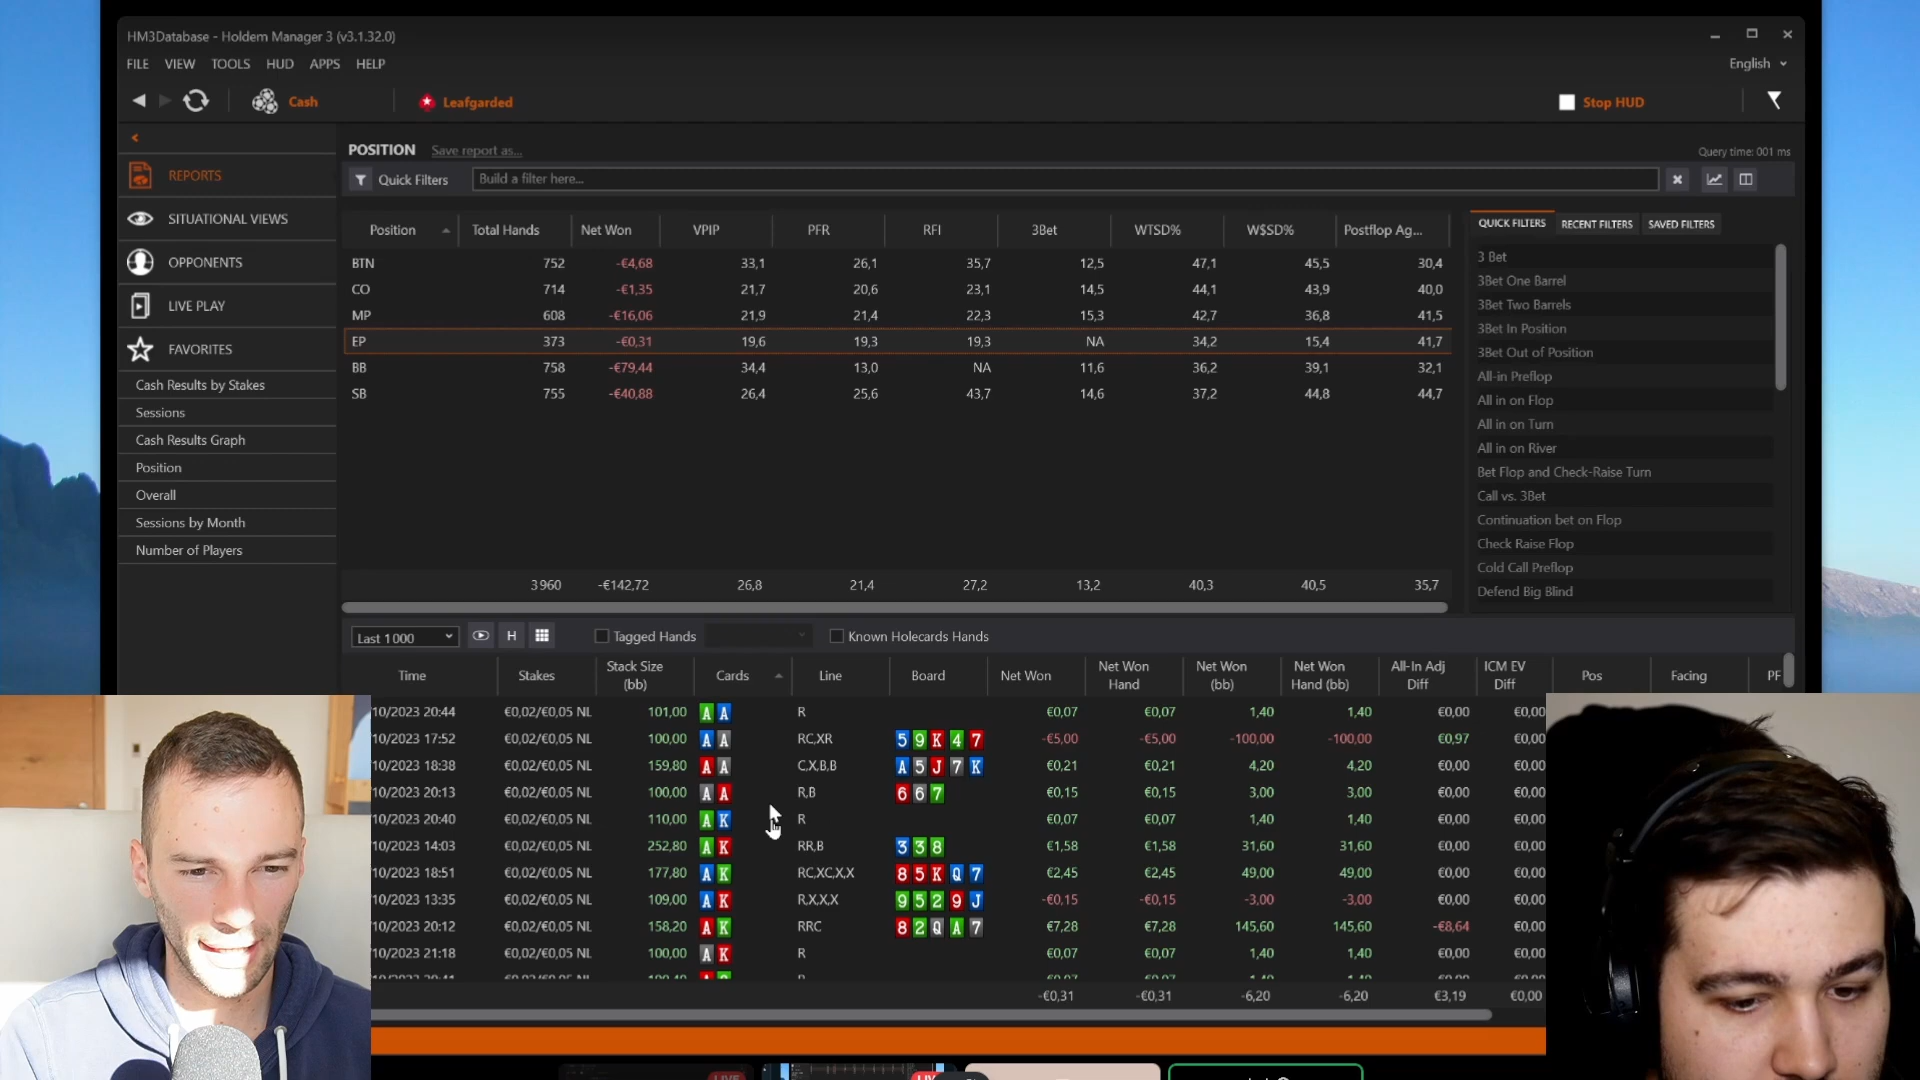 HM3Database - Holdem Manager 3 (v3.1.32.0)
FILE VIEW TOOLS HUD APPS HELP
English
Cash
Leafgarded
Stop HUD
REPORTS
SITUATIONAL VIEWS
OPPONENTS
LIVE PLAY
FAVORITES
Cash Results by Stakes
Sessions
Cash Results Graph
Position
Overall
Sessions by Month
Number of Players
POSITION Save report as...
Query time: 001 ms
Quick Filters Build a filter here...
Position Total Hands Net Won VPIP PFR RFI 3Bet WTSD% W$SD% Postflop Ag...
BTN 752 -€4,68 33,1 26,1 35,7 12,5 47,1 45,5 30,4
CO 714 -€1,35 21,7 20,6 23,1 14,5 44,1 43,9 40,0
MP 608 -€16,06 21,9 21,4 22,3 15,3 42,7 36,8 41,5
EP 373 -€0,31 19,6 19,3 19,3 NA 34,2 15,4 41,7
BB 758 -€79,44 34,4 13,0 NA 11,6 36,2 39,1 32,1
SB 755 -€40,88 26,4 25,6 43,7 14,6 37,2 44,8 44,7
3 960 -€142,72 26,8 21,4 27,2 13,2 40,3 40,5 35,7
QUICK FILTERS RECENT FILTERS SAVED FILTERS
3 Bet
3Bet One Barrel
3Bet Two Barrels
3Bet In Position
3Bet Out of Position
All-in Preflop
All in on Flop
All in on Turn
All in on River
Bet Flop and Check-Raise Turn
Call vs. 3Bet
Continuation bet on Flop
Check Raise Flop
Cold Call Preflop
Defend Big Blind
Last 1 000 H Tagged Hands Known Holecards Hands
Time Stakes Stack Size (bb) Cards Line Board Net Won Net Won Hand Net Won (bb) Net Won Hand (bb) All-In Adj Diff ICM EV Diff Pos Facing PF
10/2023 20:44 €0,02/€0,05 NL 101,00 A A R €0,07 €0,07 1,40 1,40 €0,00 €0,00
10/2023 17:52 €0,02/€0,05 NL 100,00 A A RC,XR 5 9 K 4 7 -€5,00 -€5,00 -100,00 -100,00 €0,97 €0,00
10/2023 18:38 €0,02/€0,05 NL 159,80 A A C,X,B,B A 5 J 7 K €0,21 €0,21 4,20 4,20 €0,00 €0,00
10/2023 20:13 €0,02/€0,05 NL 100,00 A A R,B 6 6 7 €0,15 €0,15 3,00 3,00 €0,00 €0,00
10/2023 20:40 €0,02/€0,05 NL 110,00 A K R €0,07 €0,07 1,40 1,40 €0,00 €0,00
10/2023 14:03 €0,02/€0,05 NL 252,80 A K RR,B 3 3 8 €1,58 €1,58 31,60 31,60 €0,00 €0,00
10/2023 18:51 €0,02/€0,05 NL 177,80 A K RC,XC,X,X 8 5 K Q 7 €2,45 €2,45 49,00 49,00 €0,00 €0,00
10/2023 13:35 €0,02/€0,05 NL 109,00 A K R,X,X,X 9 5 2 9 J -€0,15 -€0,15 -3,00 -3,00 €0,00 €0,00
10/2023 20:12 €0,02/€0,05 NL 158,20 A K RRC 8 2 Q A 7 €7,28 €7,28 145,60 145,60 -€8,64 €0,00
10/2023 21:18 €0,02/€0,05 NL 100,00 A K R €0,07 €0,07 1,40 1,40 €0,00 €0,00
-€0,31 -€0,31 -6,20 -6,20 €3,19 €0,00